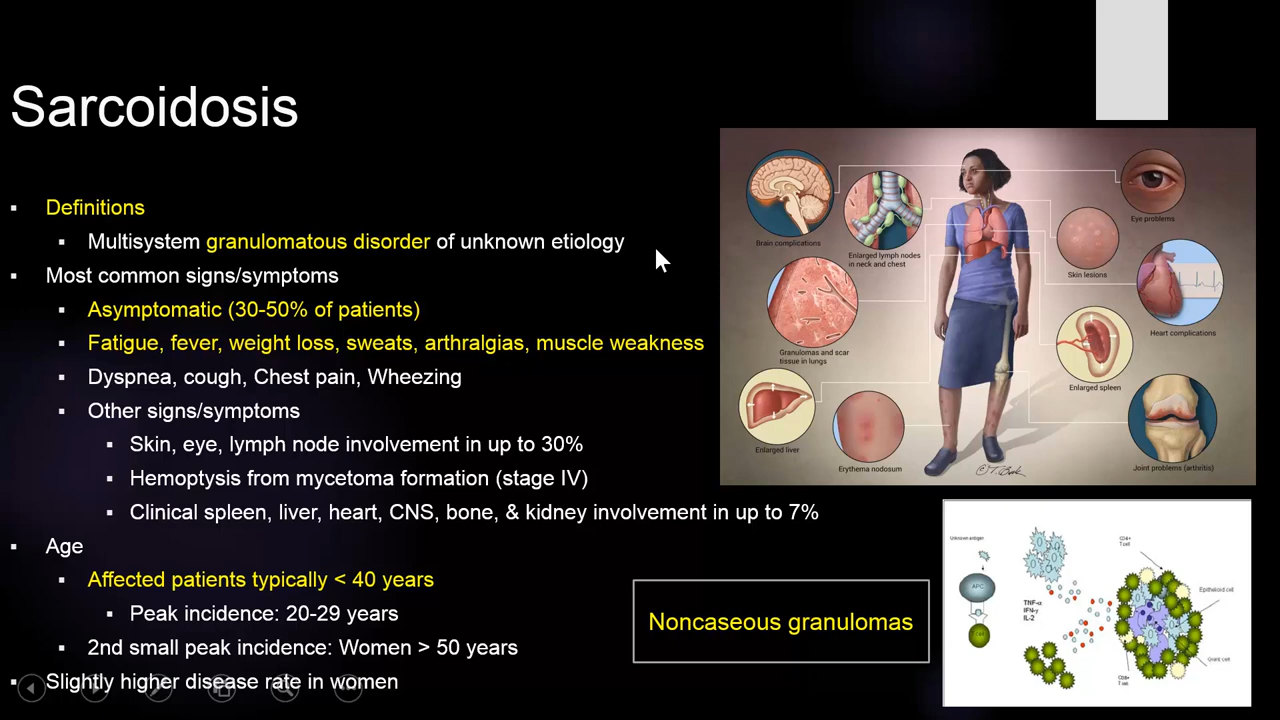 Sarcoidosis
Definitions
Multisystem granulomatous disorder of unknown etiology
Most common signs/symptoms
Asymptomatic (30-50% of patients)
Fatigue, fever, weight loss, sweats, arthralgias, muscle weakness
Dyspnea, cough, Chest pain, Wheezing
Other signs/symptoms
Skin, eye, lymph node involvement in up to 30%
Hemoptysis from mycetoma formation (stage IV)
Clinical spleen, liver, heart, CNS, bone, & kidney involvement in up to 7%
Age
Affected patients typically < 40 years
Peak incidence: 20-29 years
2nd small peak incidence: Women > 50 years
Slightly higher disease rate in women
Brain complications
Enlarged lymph nodes
in neck and chest
Eye problems
Skin lesions
Granulomas and scar
tissue in lungs
Heart complications
Enlarged spleen
Enlarged liver
Erythema nodosum
Joint problems (arthritis)
Noncaseous granulomas
Unknown antigen
APC
TNF-α
IFN-γ
IL-2
CD4+
T cell
Epithelioid cell
Giant cell
CD8+
T cell